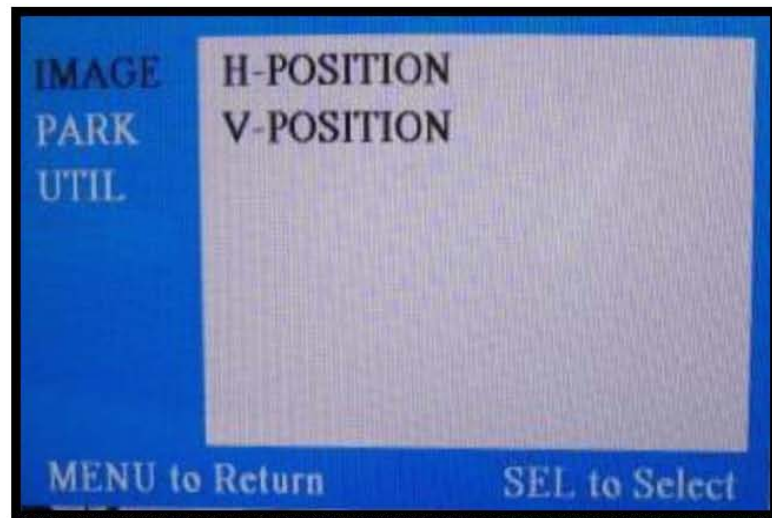 IMAGE H-POSITION
PARK V-POSITION
UTIL
MENU to Return SEL to Select